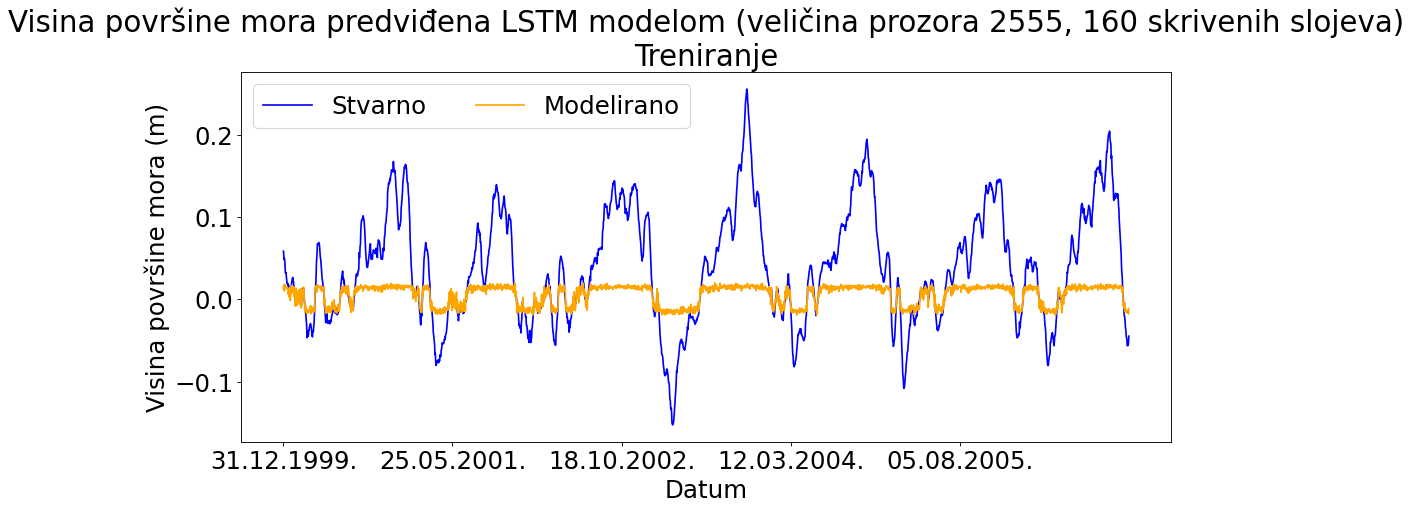 Visina površine mora predviđena LSTM modelom (veličina prozora 2555, 160 skrivenih slojeva)
Treniranje
Stvarno
Modelirano
Visina površine mora (m)
0.2
0.1
0.0
−0.1
31.12.1999.
25.05.2001.
18.10.2002.
12.03.2004.
05.08.2005.
Datum